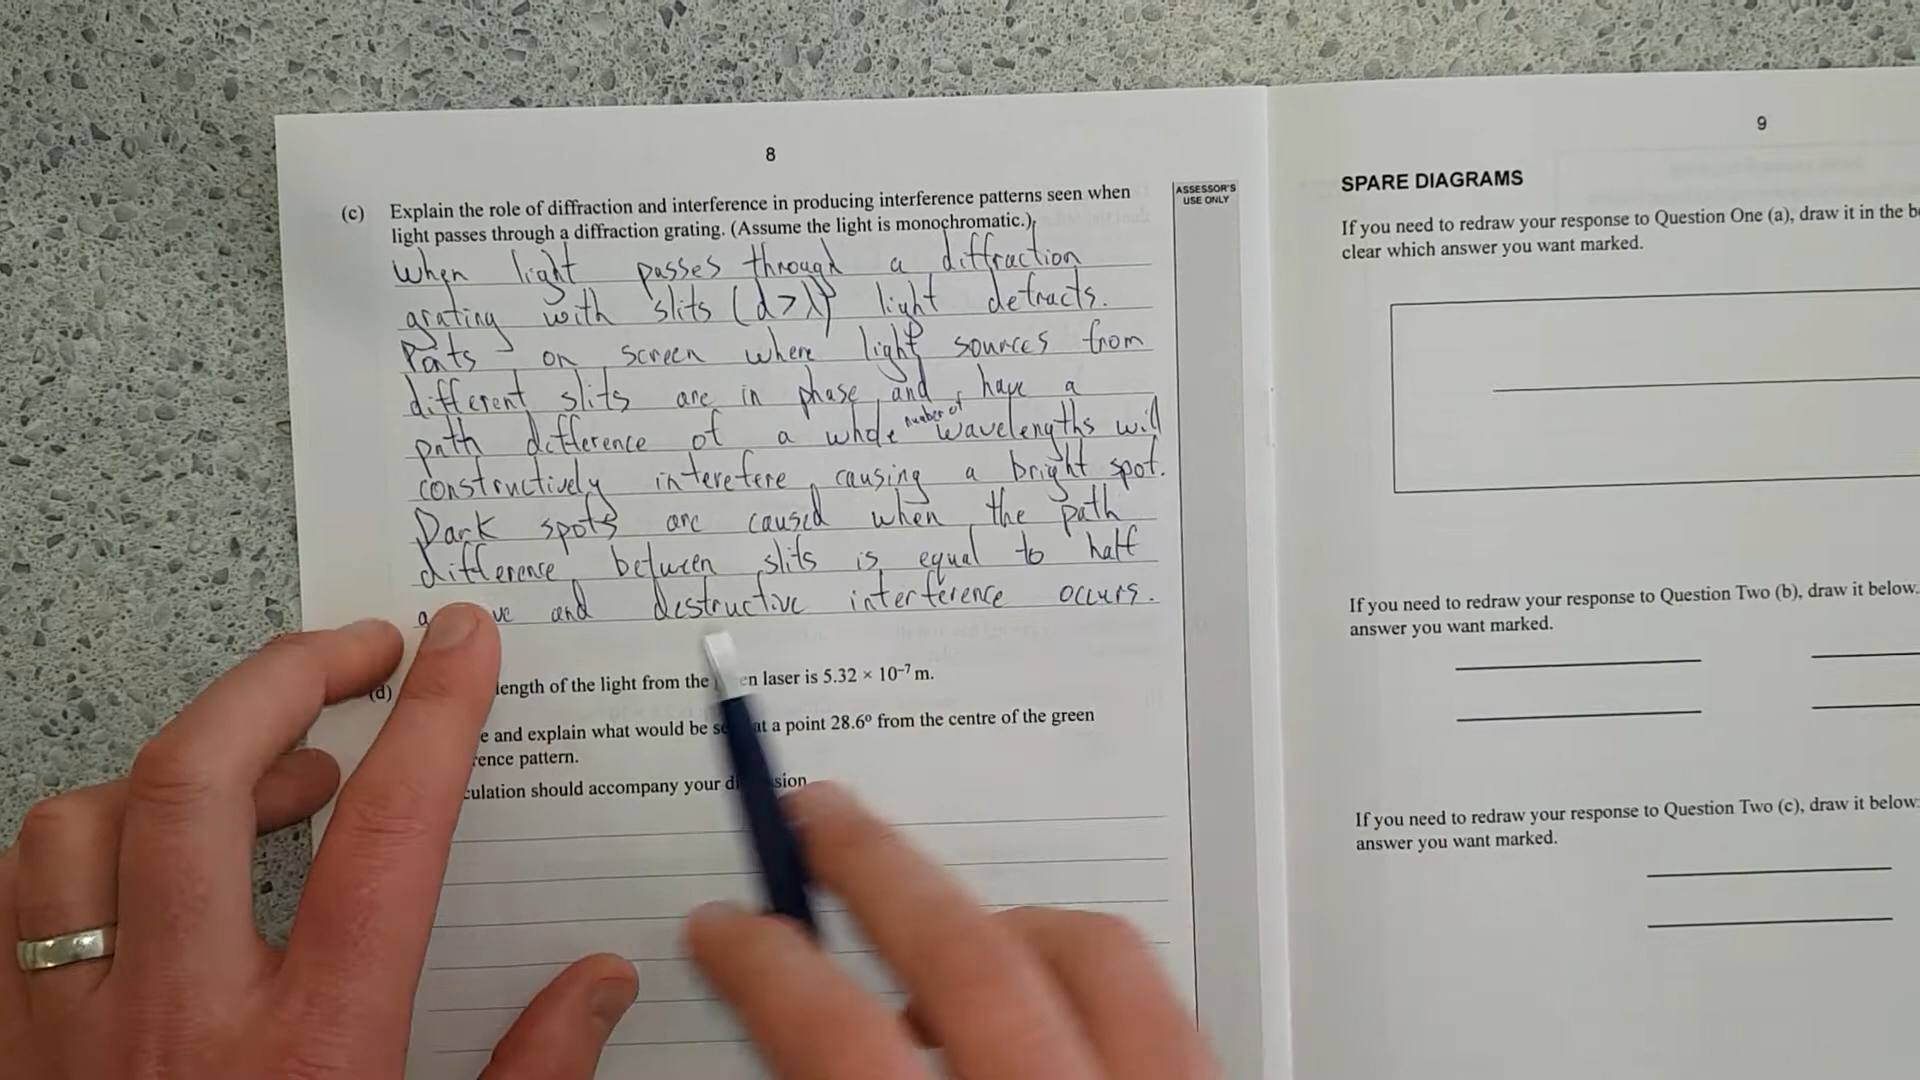 8
(c) Explain the role of diffraction and interference in producing interference patterns seen when
light passes through a diffraction grating. (Assume the light is monochromatic.)
When light passes through a diffraction
grating with slits (d>λ) light defracts.
on screen where light sources from
different slits are in phase and have a
path difference of a whole number of wavelengths will
constructively interefere, causing a bright spot.
Dark spots are caused when the path
difference between slits is equal to half
a and destructive interference occurs.
(d) length of the light from the laser is 5.32 × 10⁻⁷ m.
and explain what would be at a point 28.6º from the centre of the green
pattern.
should accompany your
ASSESSOR'S
USE ONLY
9
SPARE DIAGRAMS
If you need to redraw your response to Question One (a), draw it in the
clear which answer you want marked.
If you need to redraw your response to Question Two (b), draw it below.
answer you want marked.
If you need to redraw your response to Question Two (c), draw it below
answer you want marked.